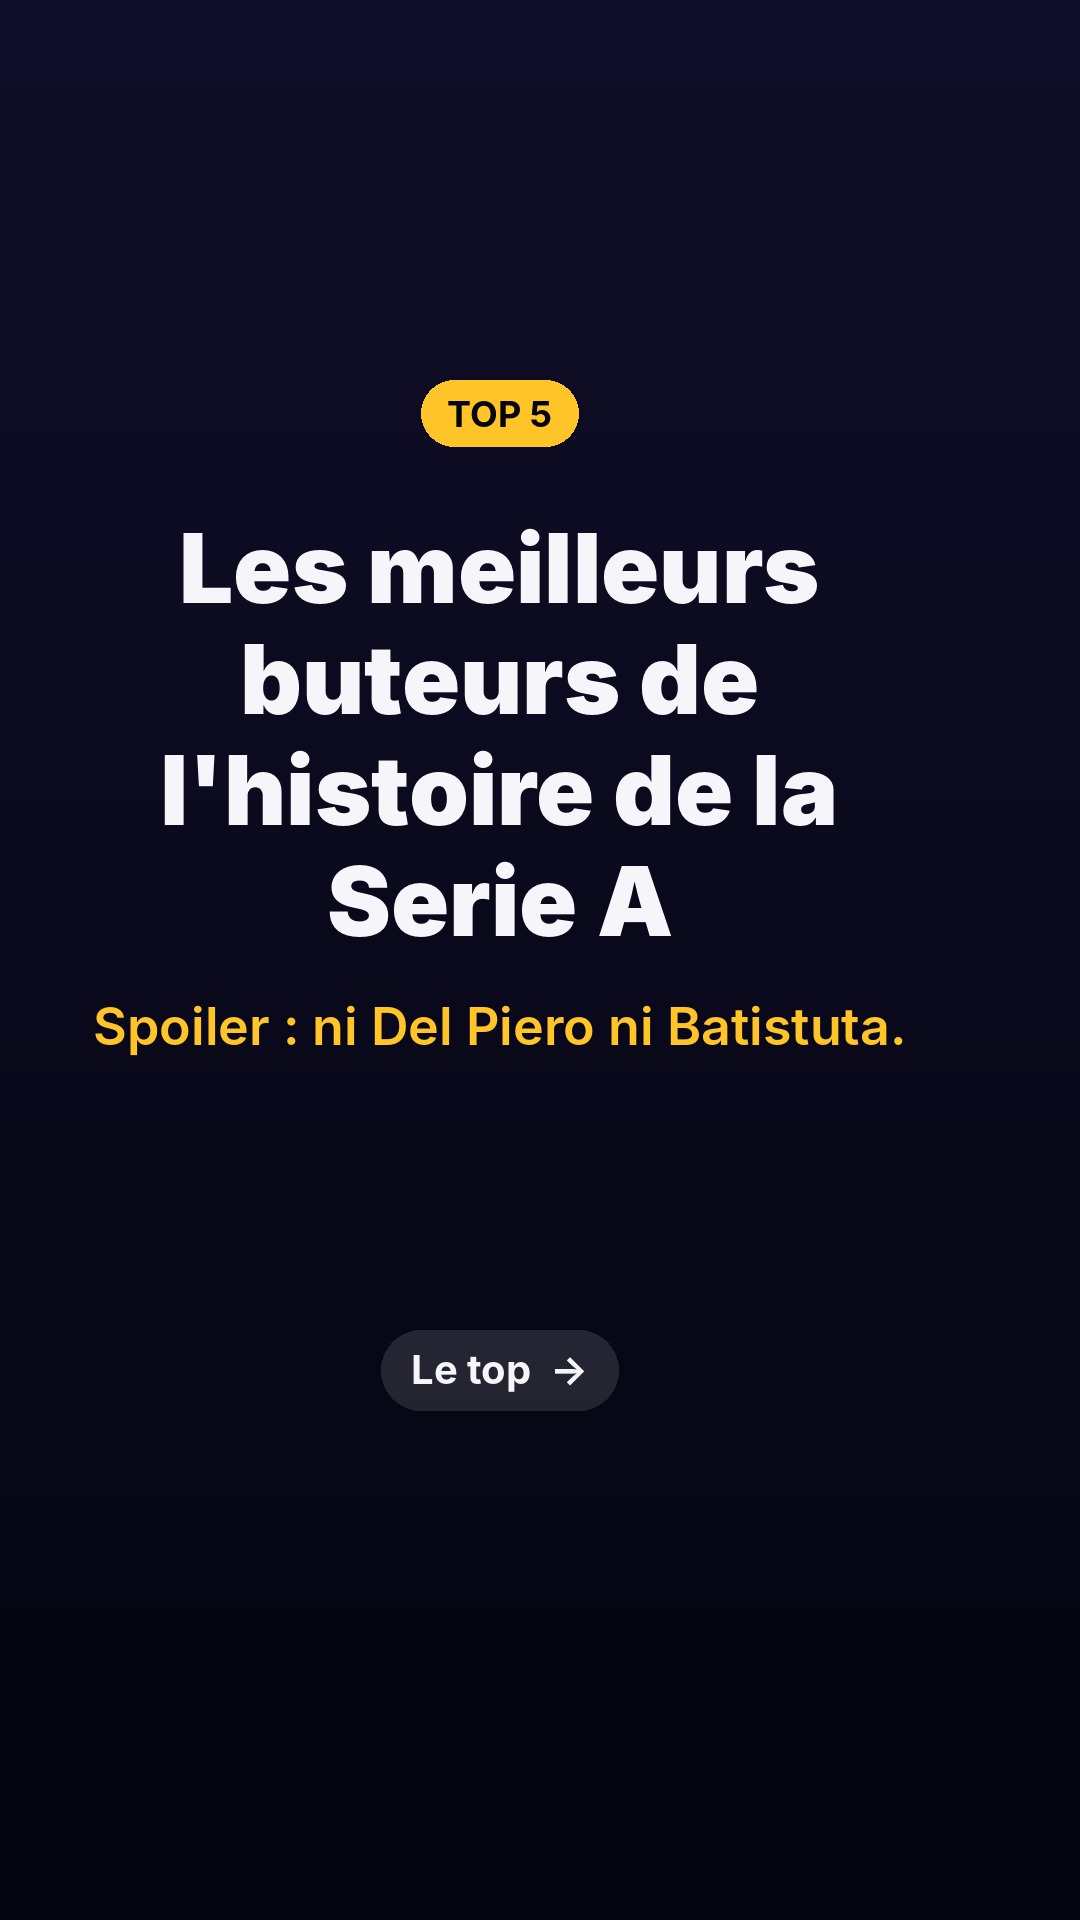 TOP 5
Les meilleurs
buteurs de
l'histoire de la
Serie A
Spoiler : ni Del Piero ni Batistuta.
Le top →